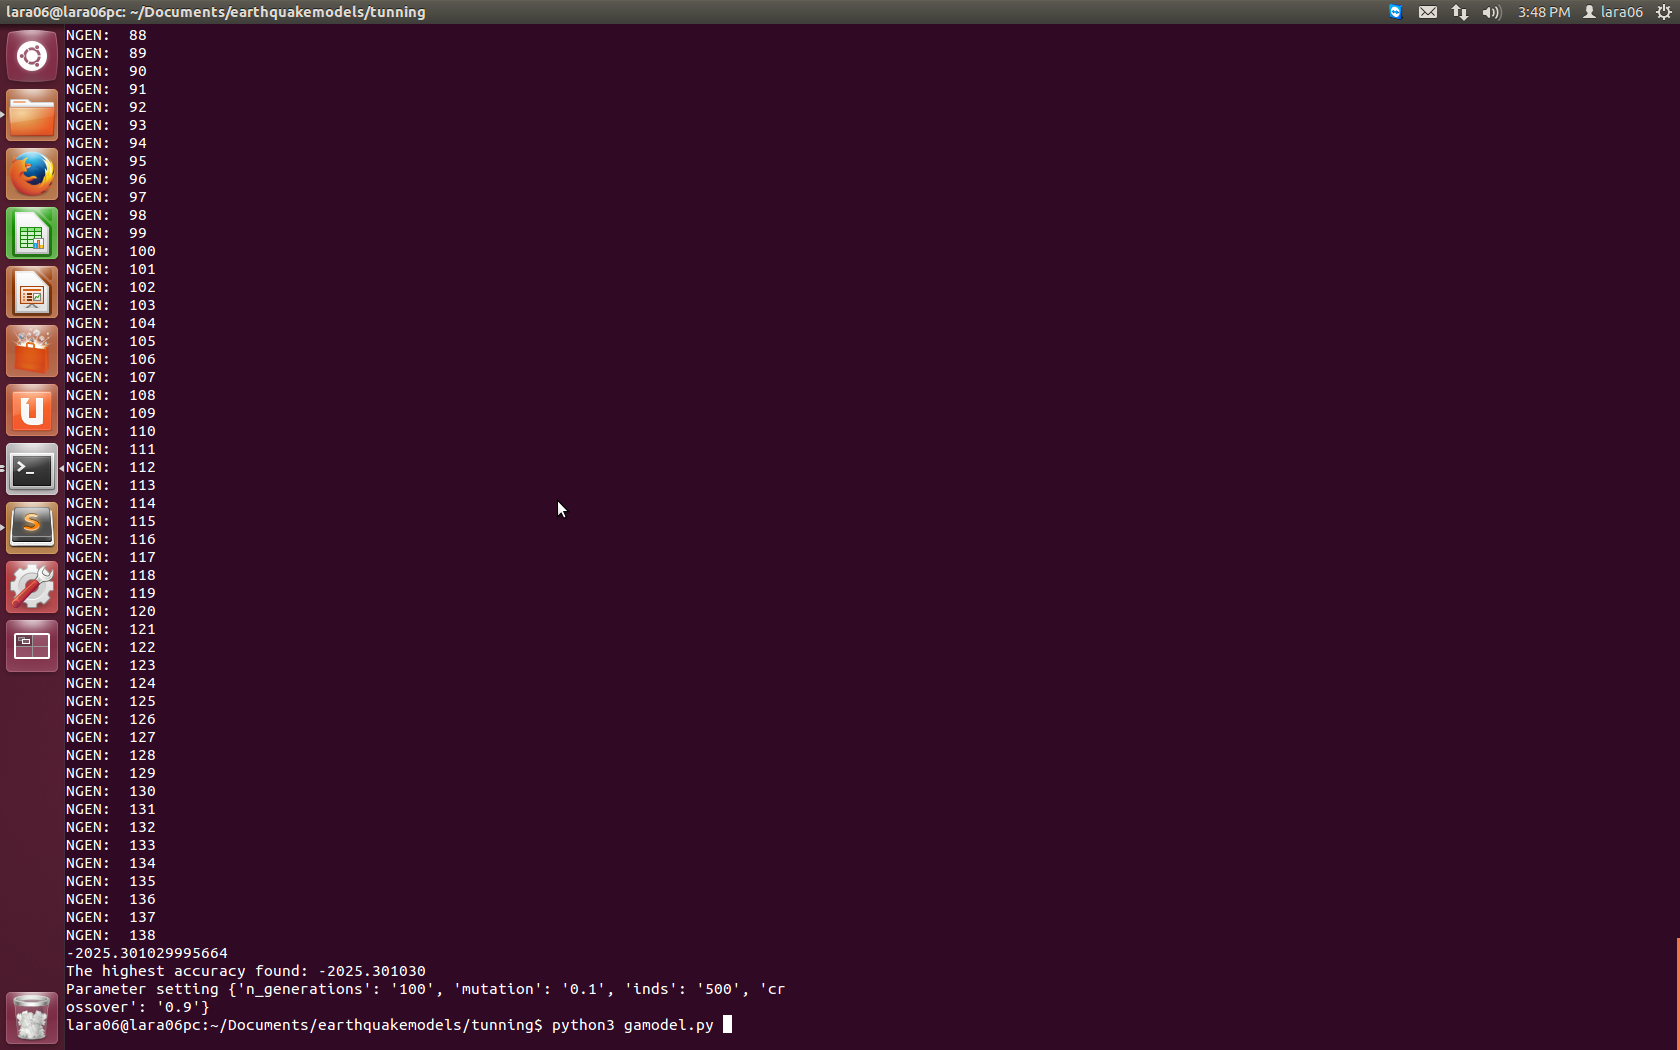 lara06@lara06pc: ~/Documents/earthquakemodels/tunning
3:48 PM
lara06
NGEN:  88
NGEN:  89
NGEN:  90
NGEN:  91
NGEN:  92
NGEN:  93
NGEN:  94
NGEN:  95
NGEN:  96
NGEN:  97
NGEN:  98
NGEN:  99
NGEN:  100
NGEN:  101
NGEN:  102
NGEN:  103
NGEN:  104
NGEN:  105
NGEN:  106
NGEN:  107
NGEN:  108
NGEN:  109
NGEN:  110
NGEN:  111
NGEN:  112
NGEN:  113
NGEN:  114
NGEN:  115
NGEN:  116
NGEN:  117
NGEN:  118
NGEN:  119
NGEN:  120
NGEN:  121
NGEN:  122
NGEN:  123
NGEN:  124
NGEN:  125
NGEN:  126
NGEN:  127
NGEN:  128
NGEN:  129
NGEN:  130
NGEN:  131
NGEN:  132
NGEN:  133
NGEN:  134
NGEN:  135
NGEN:  136
NGEN:  137
NGEN:  138
-2025.301029995664
The highest accuracy found: -2025.301030
Parameter setting {'n_generations': '100', 'mutation': '0.1', 'inds': '500', 'cr
ossover': '0.9'}
lara06@lara06pc:~/Documents/earthquakemodels/tunning$ python3 gamodel.py